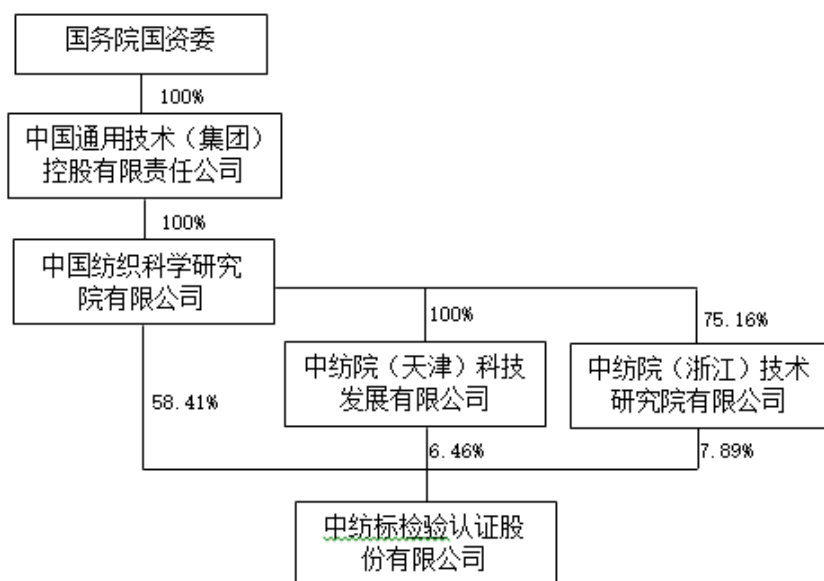 国务院国资委
100%
中国通用技术（集团）
控股有限责任公司
100%
中国纺织科学研究
院有限公司
100%
75.16%
58.41%
中纺院（天津）科技
发展有限公司
中纺院（浙江）技术
研究院有限公司
6.46%
7.89%
中纺标检验认证股
份有限公司